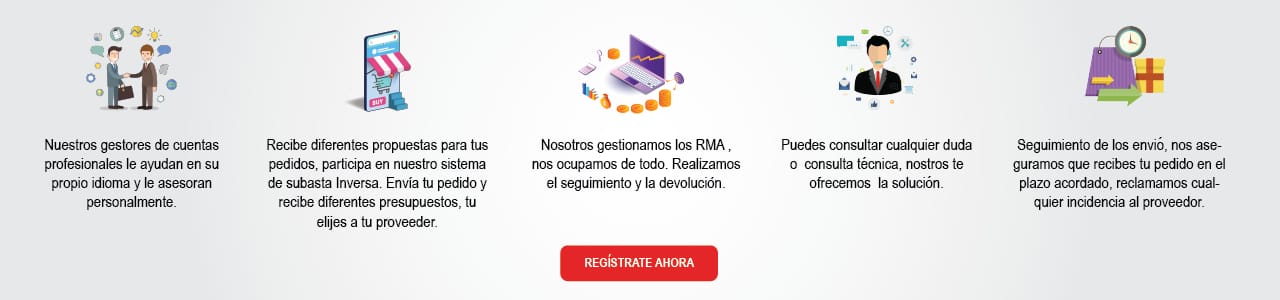 BUY
Nuestros gestores de cuentas
profesionales le ayudan en su
propio idioma y le asesoran
personalmente.
Recibe diferentes propuestas para tus
pedidos, participa en nuestro sistema
de subasta Inversa. Envía tu pedido y
recibe diferentes presupuestos, tu
elijes a tu proveeder.
Nosotros gestionamos los RMA ,
nos ocupamos de todo. Realizamos
el seguimiento y la devolución.
Puedes consultar cualquier duda
o  consulta técnica, nostros te
ofrecemos  la solución.
Seguimiento de los envió, nos ase-
guramos que recibes tu pedido en el
plazo acordado, reclamamos cual-
quier incidencia al proveedor.
REGÍSTRATE AHORA